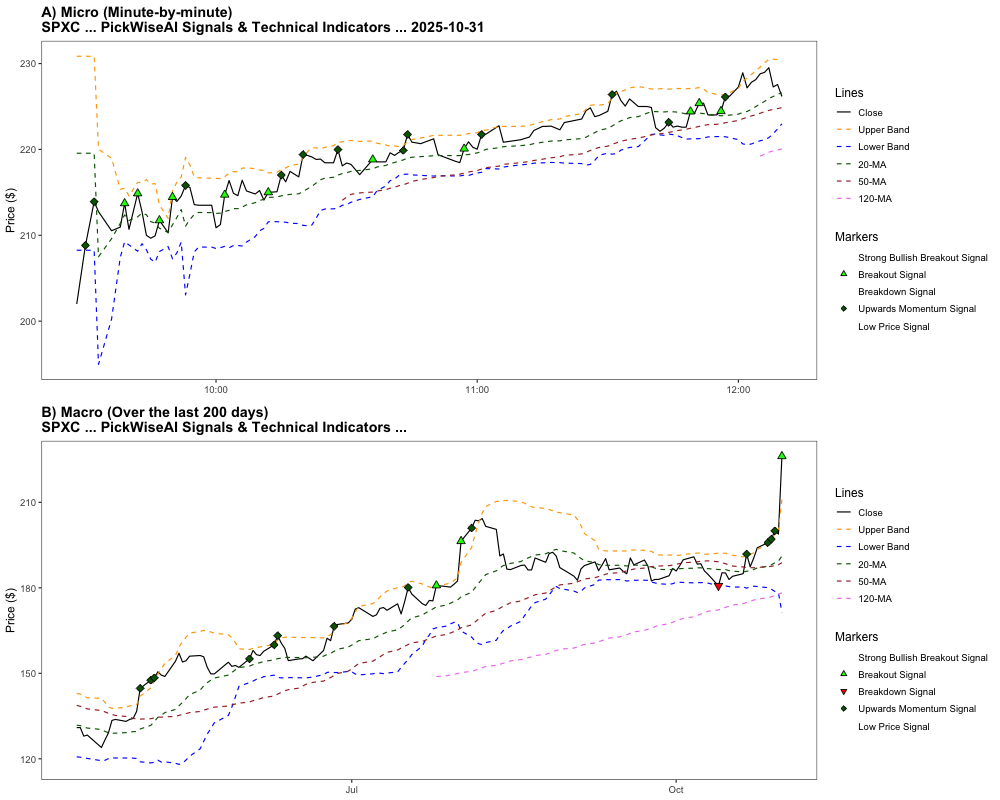 A) Micro (Minute-by-minute)
SPXC ... PickWiseAI Signals & Technical Indicators ... 2025-10-31
Price ($)
230
220
210
200
10:00
11:00
12:00
Lines
Close
Upper Band
Lower Band
20-MA
50-MA
120-MA
Markers
Strong Bullish Breakout Signal
Breakout Signal
Breakdown Signal
Upwards Momentum Signal
Low Price Signal
B) Macro (Over the last 200 days)
SPXC ... PickWiseAI Signals & Technical Indicators ...
Price ($)
210
180
150
120
Jul
Oct
Lines
Close
Upper Band
Lower Band
20-MA
50-MA
120-MA
Markers
Strong Bullish Breakout Signal
Breakout Signal
Breakdown Signal
Upwards Momentum Signal
Low Price Signal